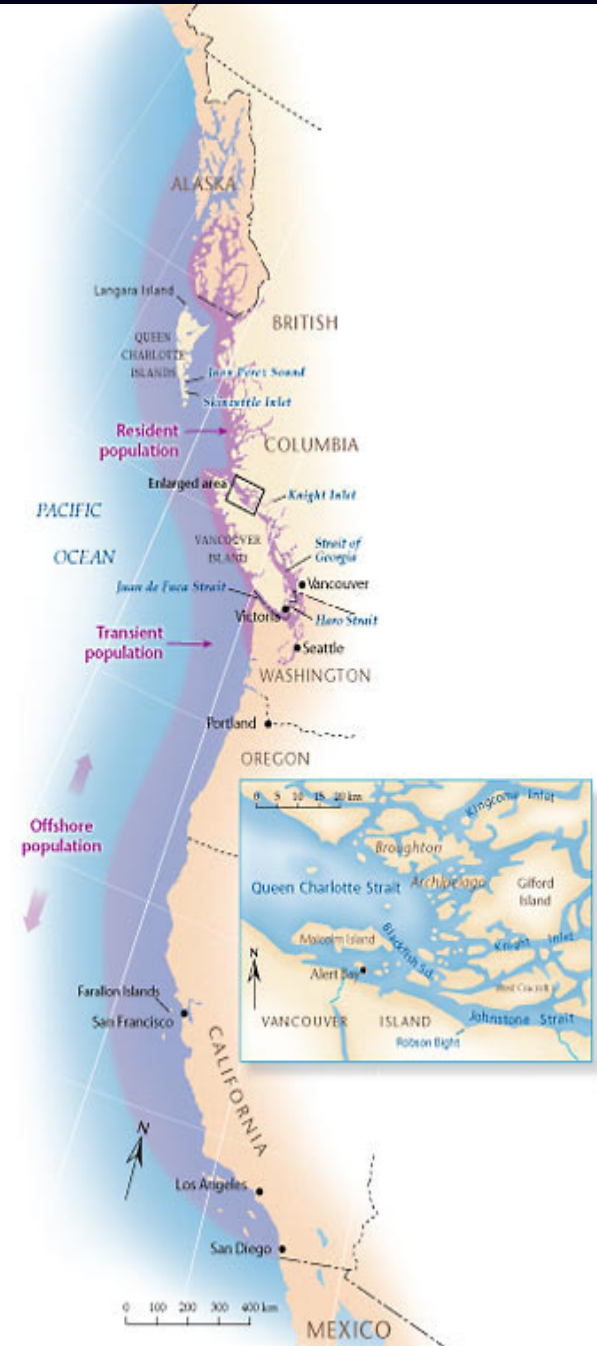 ALASKA
Langara Island
BRITISH
QUEEN
CHARLOTTE
ISLANDS
Juan Perez Sound
Skincuttle Inlet
Resident
population
COLUMBIA
Enlarged area
Knight Inlet
PACIFIC
OCEAN
VANCOUVER
ISLAND
Strait of
Georgia
Juan de Fuca Strait
Vancouver
Victoria
Haro Strait
Transient
population
Seattle
WASHINGTON
Portland
OREGON
Offshore
population
0 5 10 15 20 km
Kingcome Inlet
Broughton
Archipelago
Queen Charlotte Strait
Gilford
Island
Malcolm Island
Blackfish Sd.
Knight Inlet
N
Alert Bay
West Cracroft I.
VANCOUVER ISLAND
Johnstone Strait
Robson Bight
Farallon Islands
San Francisco
CALIFORNIA
N
Los Angeles
San Diego
0 100 200 300 400 km
MEXICO